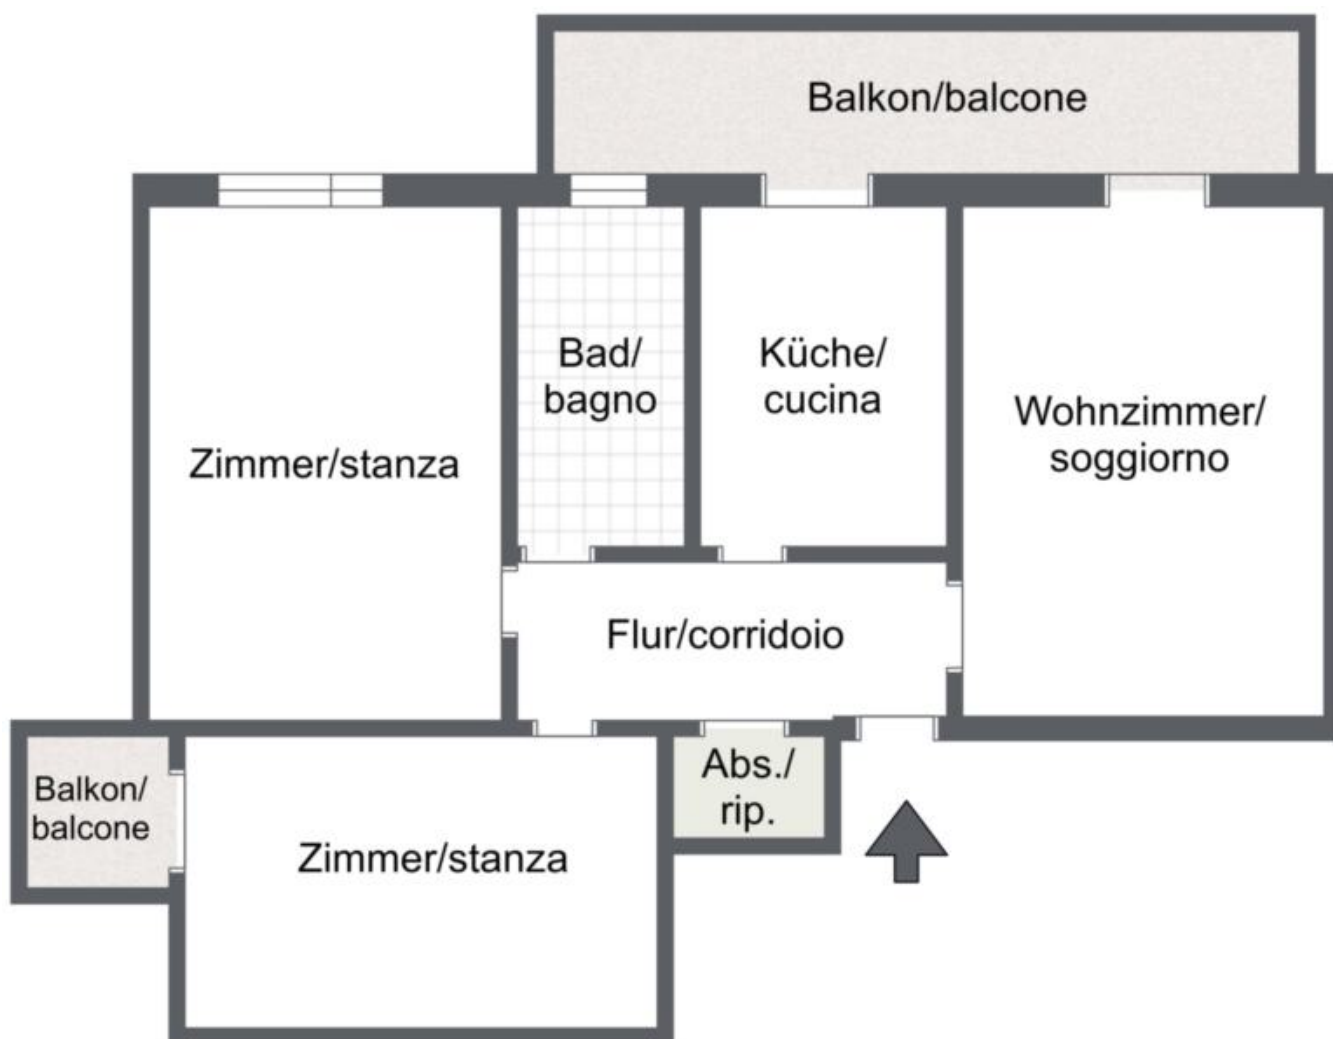 Balkon/balcone
Bad/
bagno
Küche/
cucina
Wohnzimmer/
soggiorno
Zimmer/stanza
Flur/corridoio
Abs./
rip.
Balkon/
balcone
Zimmer/stanza